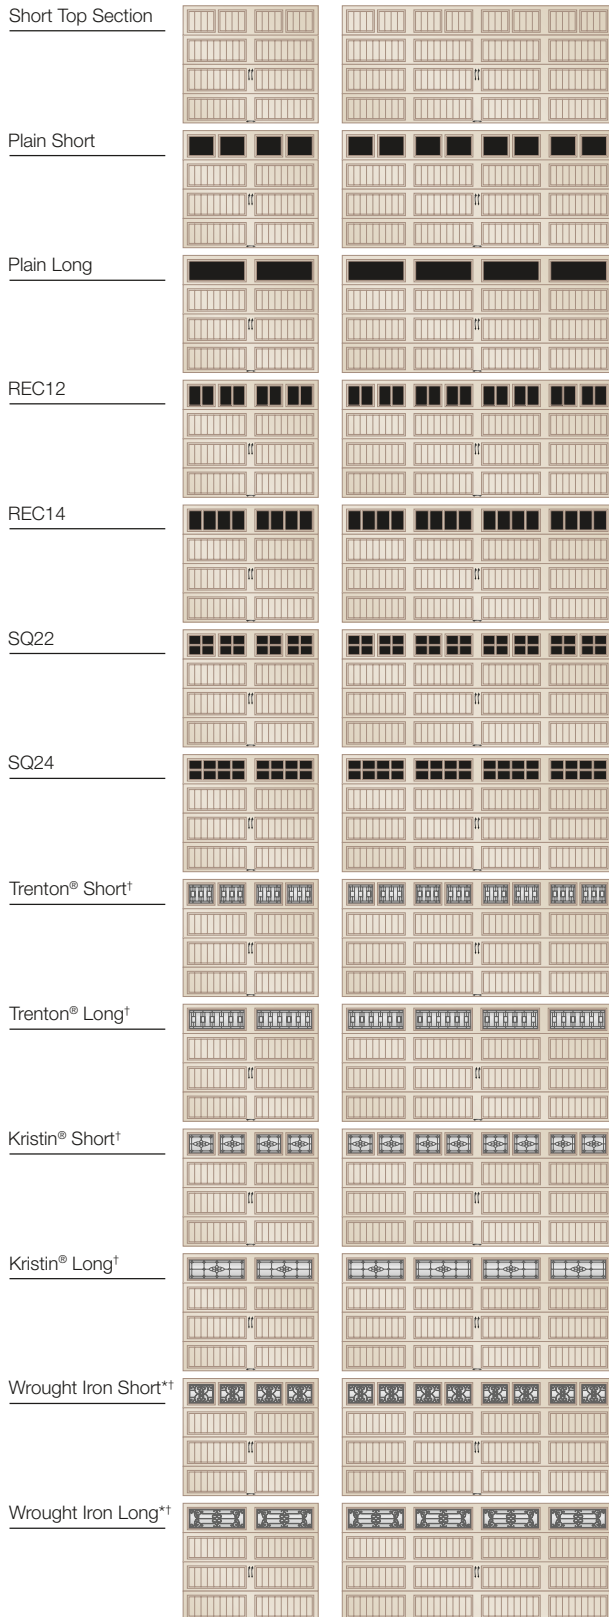 Short Top Section
Plain Short
Plain Long
REC12
REC14
SQ22
SQ24
Trenton® Short†
Trenton® Long†
Kristin® Short†
Kristin® Long†
Wrought Iron Short*†
Wrought Iron Long*†